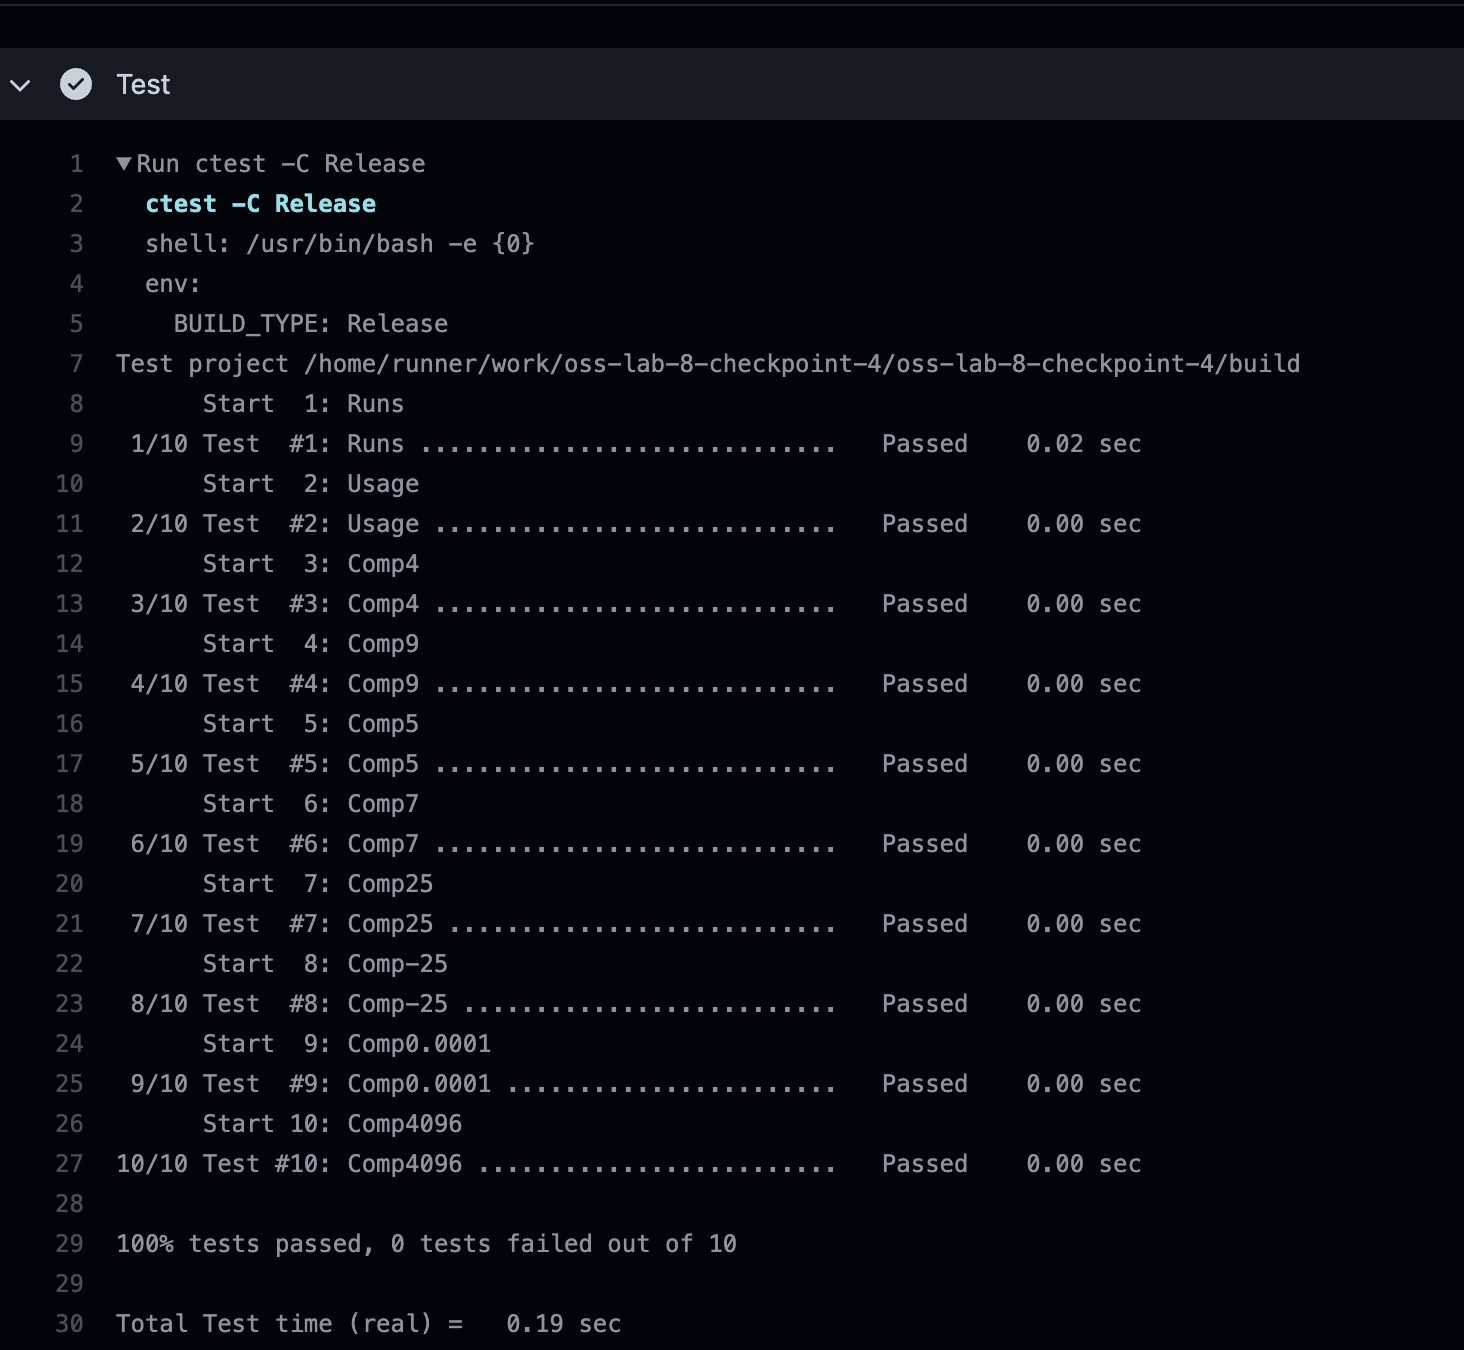 Test
1 ▼Run ctest -C Release
2 ctest -C Release
3 shell: /usr/bin/bash -e {0}
4 env:
5 BUILD_TYPE: Release
7 Test project /home/runner/work/oss-lab-8-checkpoint-4/oss-lab-8-checkpoint-4/build
8 Start  1: Runs
9 1/10 Test  #1: Runs .............................   Passed    0.02 sec
10 Start  2: Usage
11 2/10 Test  #2: Usage ............................   Passed    0.00 sec
12 Start  3: Comp4
13 3/10 Test  #3: Comp4 ............................   Passed    0.00 sec
14 Start  4: Comp9
15 4/10 Test  #4: Comp9 ............................   Passed    0.00 sec
16 Start  5: Comp5
17 5/10 Test  #5: Comp5 ............................   Passed    0.00 sec
18 Start  6: Comp7
19 6/10 Test  #6: Comp7 ............................   Passed    0.00 sec
20 Start  7: Comp25
21 7/10 Test  #7: Comp25 ...........................   Passed    0.00 sec
22 Start  8: Comp-25
23 8/10 Test  #8: Comp-25 ..........................   Passed    0.00 sec
24 Start  9: Comp0.0001
25 9/10 Test  #9: Comp0.0001 .......................   Passed    0.00 sec
26 Start 10: Comp4096
27 10/10 Test #10: Comp4096 .........................   Passed    0.00 sec
28
29 100% tests passed, 0 tests failed out of 10
29
30 Total Test time (real) =   0.19 sec